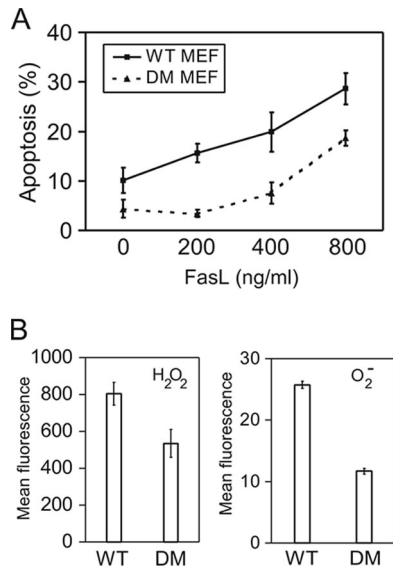 A
40
30
20
10
0
Apoptosis (%)
WT MEF
DM MEF
0 200 400 800
FasL (ng/ml)
B
1000
800
600
400
200
0
Mean fluorescence
H₂O₂
WT DM
30
20
10
0
Mean fluorescence
O₂⁻
WT DM